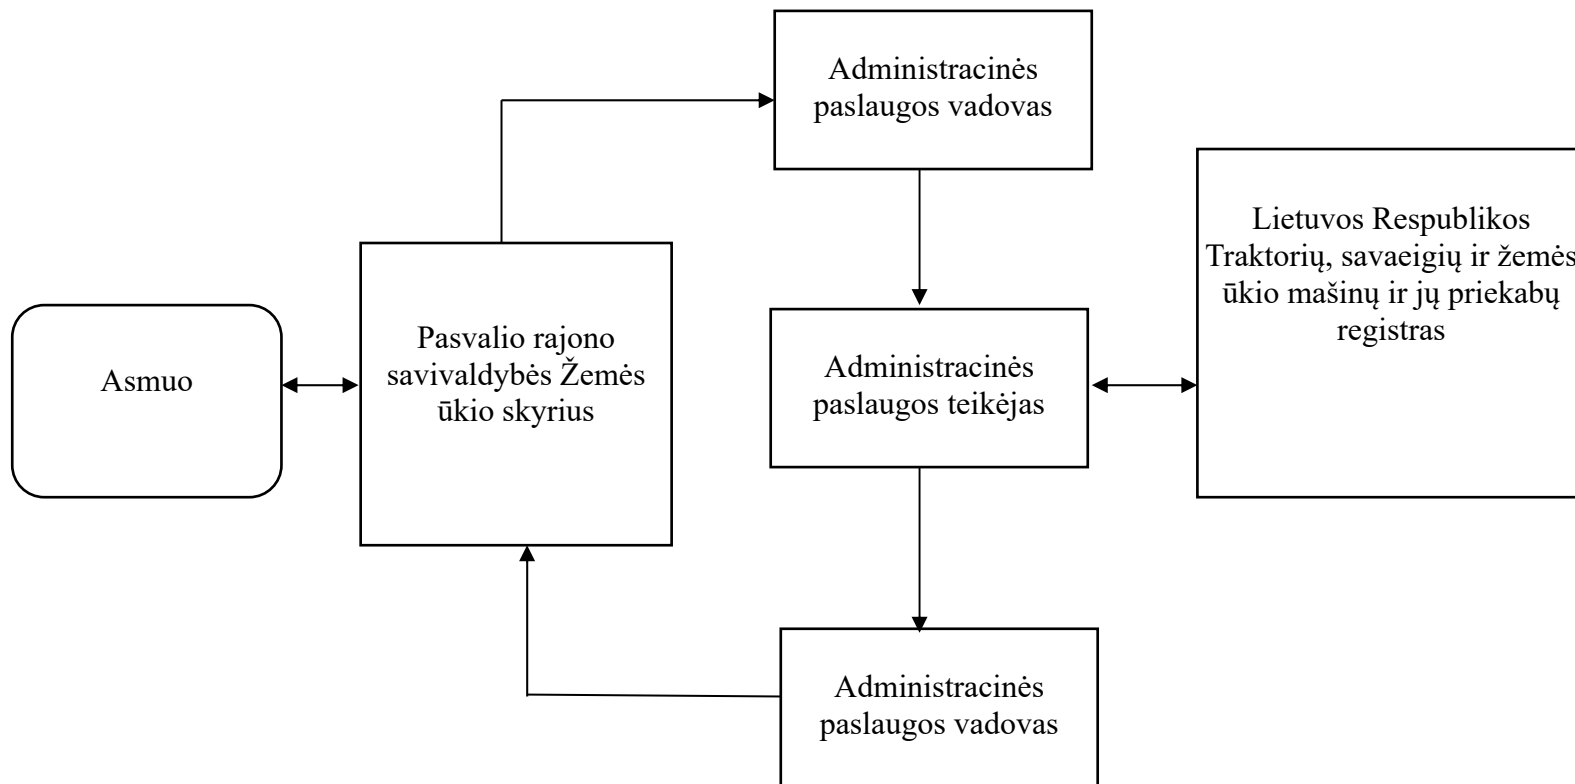 Administracinės
paslaugos vadovas
Lietuvos Respublikos
Traktorių, savaeigių ir žemės
ūkio mašinų ir jų priekabų
registras
Pasvalio rajono
savivaldybės Žemės
ūkio skyrius
Asmuo
Administracinės
paslaugos teikėjas
Administracinės
paslaugos vadovas